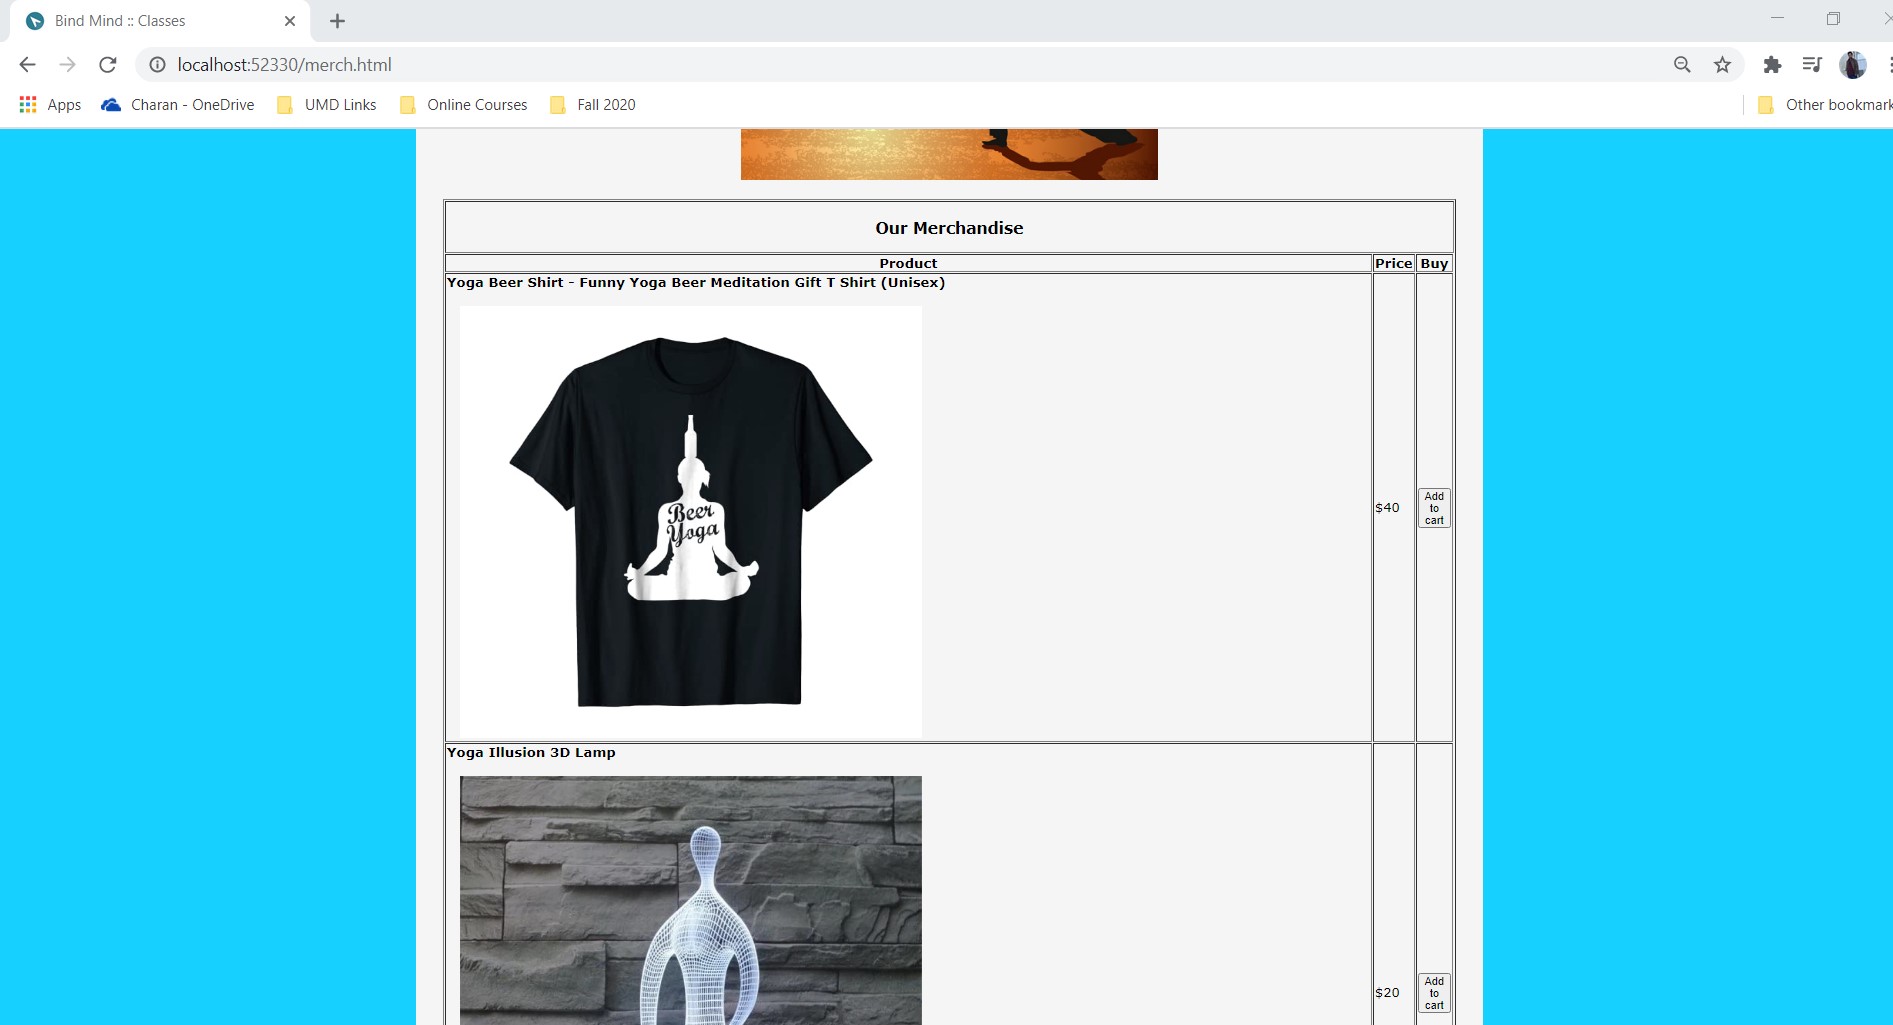 Bind Mind :: Classes
localhost:52330/merch.html
Apps Charan - OneDrive UMD Links Online Courses Fall 2020 Other bookmark
Our Merchandise
Product Price Buy
Yoga Beer Shirt - Funny Yoga Beer Meditation Gift T Shirt (Unisex)
Beer
Yoga
$40
Add
to
cart
Yoga Illusion 3D Lamp
$20
Add
to
cart